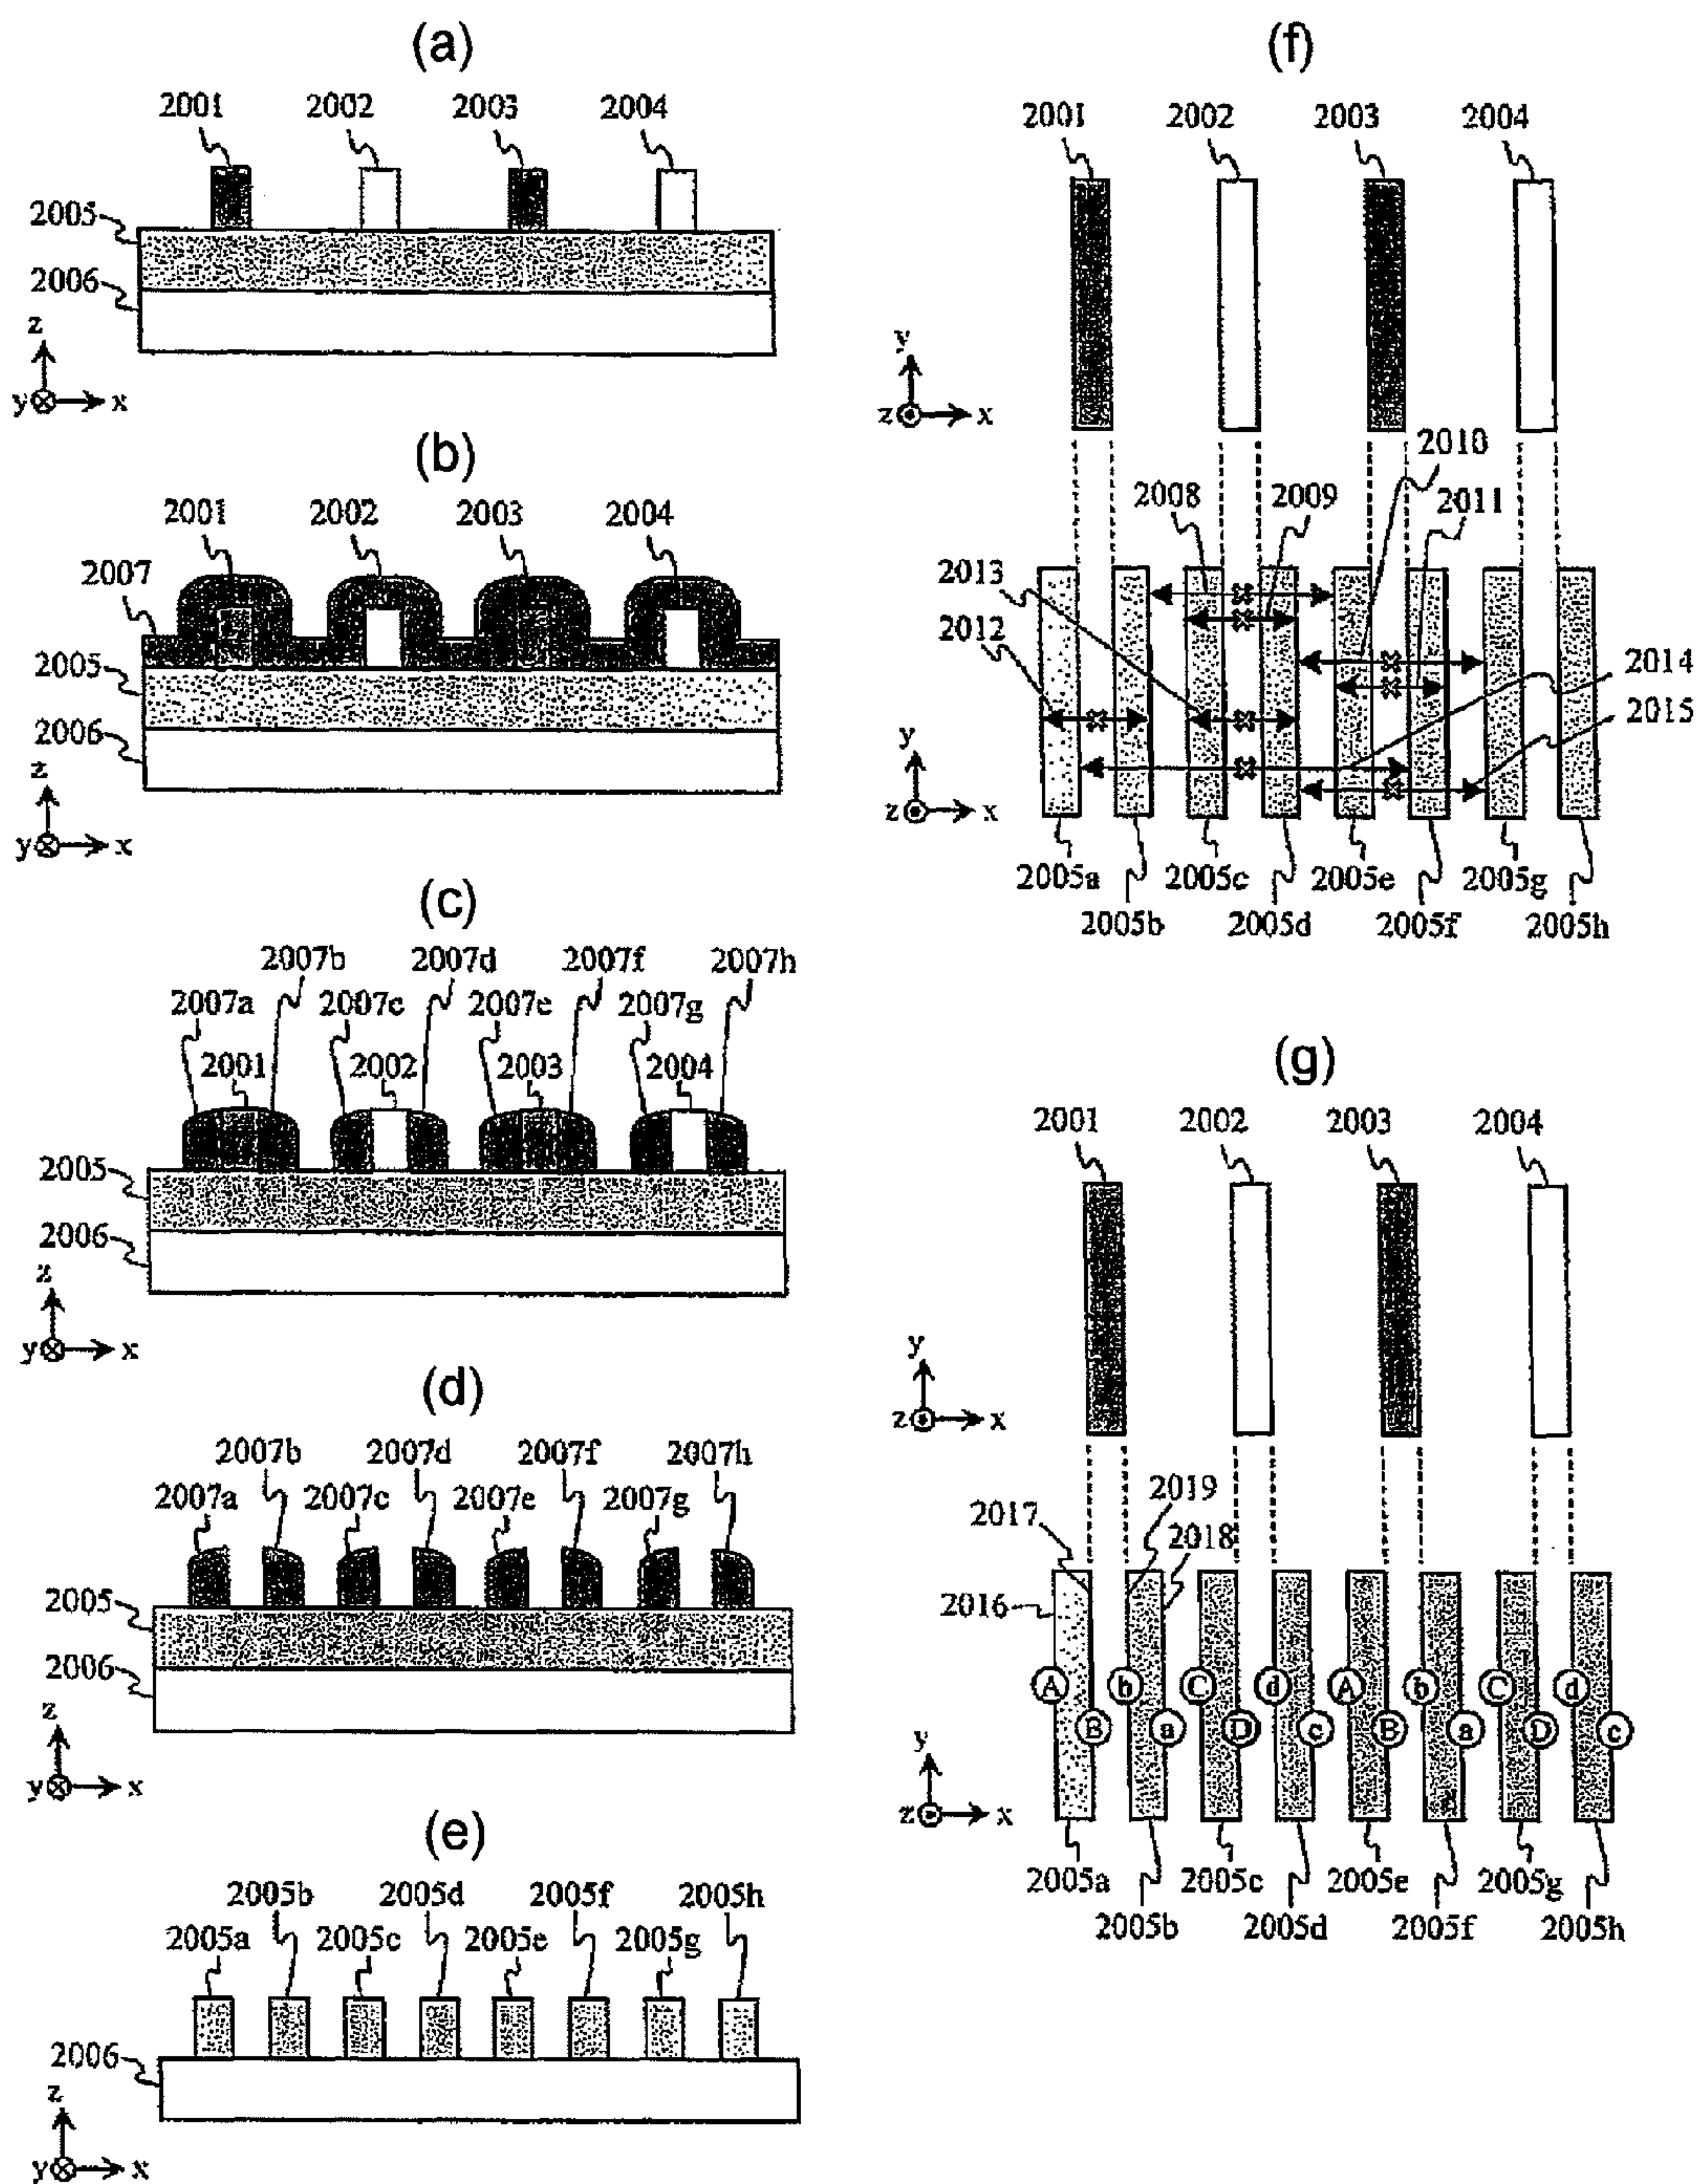 (a)
2001 2002 2003 2004
2005
2006
z
y x
(b)
2001 2002 2003 2004
2007
2005
2006
z
y x
(c)
2007b 2007d 2007f 2007h
2007a 2007c 2007e 2007g
2001 2002 2003 2004
2005
2006
z
y x
(d)
2007b 2007d 2007f 2007h
2007a 2007c 2007e 2007g
2005
2006
z
y x
(e)
2005b 2005d 2005f 2005h
2005a 2005c 2005e 2005g
2006
z
y x
(f)
2001 2002 2003 2004
y
z x
2010
2008 2009 2011
2013
2012
2014
2015
y
z x
2005a 2005c 2005e 2005g
2005b 2005d 2005f 2005h
(g)
2001 2002 2003 2004
y
z x
2017 2019
2018
2016
A b C d A b C d
B a D c B a D c
y
z x
2005a 2005c 2005e 2005g
2005b 2005d 2005f 2005h